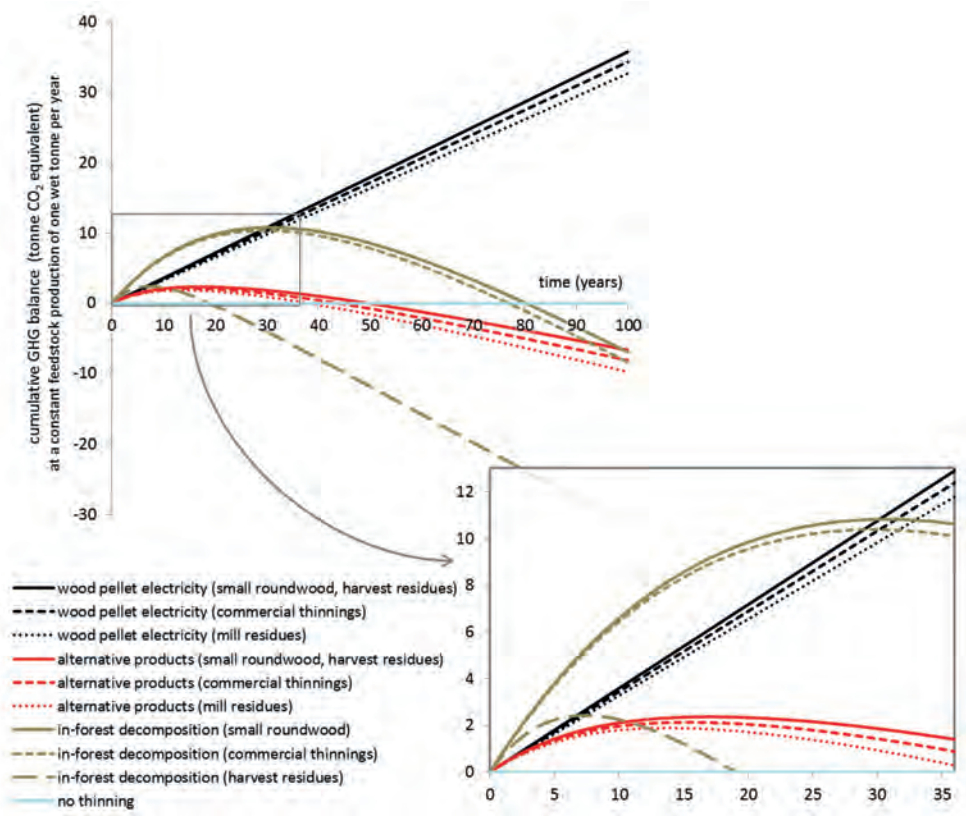 cumulative GHG balance (tonne CO₂ equivalent)
at a constant feedstock production of one wet tonne per year
40
30
20
10
0
-10
-20
-30
time (years)
0 10 20 30 40 50 60 70 80 90 100
wood pellet electricity (small roundwood, harvest residues)
wood pellet electricity (commercial thinnings)
wood pellet electricity (mill residues)
alternative products (small roundwood, harvest residues)
alternative products (commercial thinnings)
alternative products (mill residues)
in-forest decomposition (small roundwood)
in-forest decomposition (commercial thinnings)
in-forest decomposition (harvest residues)
no thinning
12
10
8
6
4
2
0
0 5 10 15 20 25 30 35